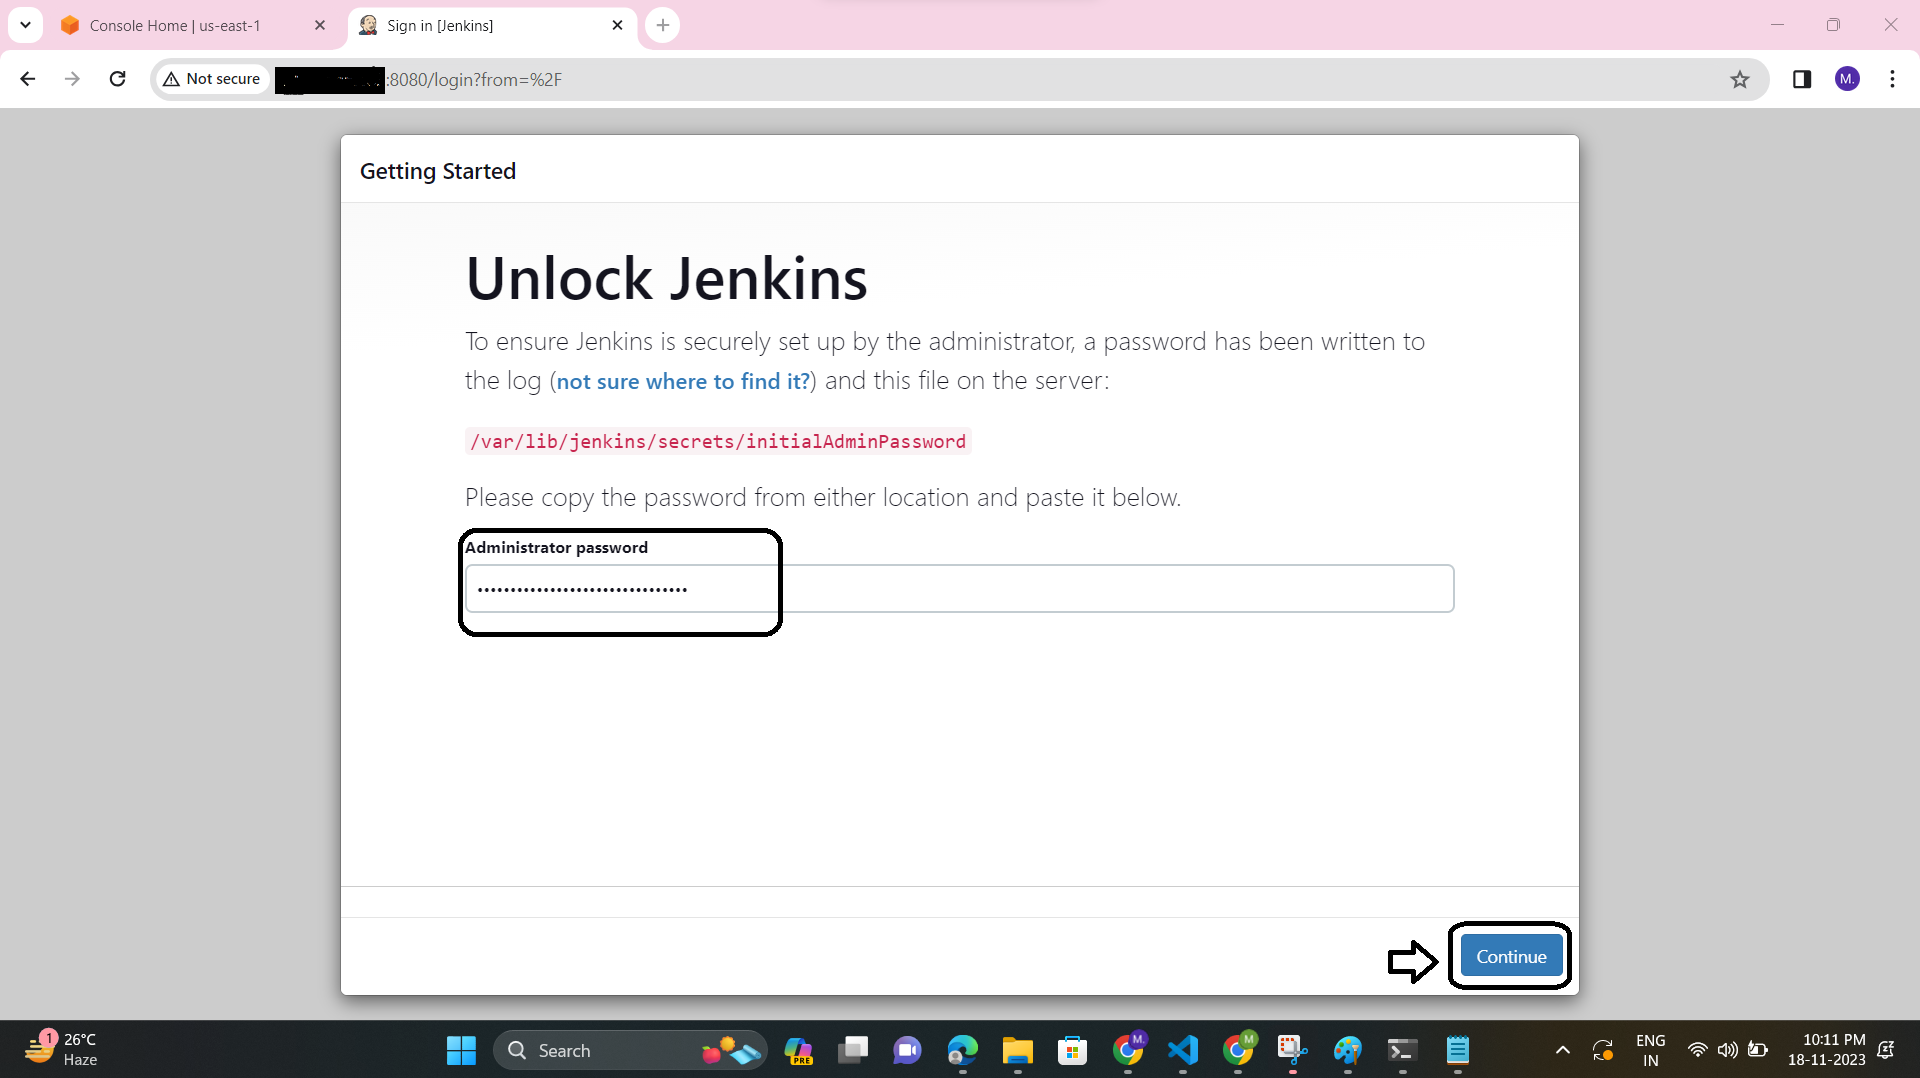 Console Home | us-east-1
Sign in [Jenkins]
Not secure
:8080/login?from=%2F
M.
Getting Started
Unlock Jenkins
To ensure Jenkins is securely set up by the administrator, a password has been written to
the log (not sure where to find it?) and this file on the server:
/var/lib/jenkins/secrets/initialAdminPassword
Please copy the password from either location and paste it below.
Administrator password
Continue
1
26°C
Haze
Search
PRE
M.
M
ENG
IN
10:11 PM
18-11-2023